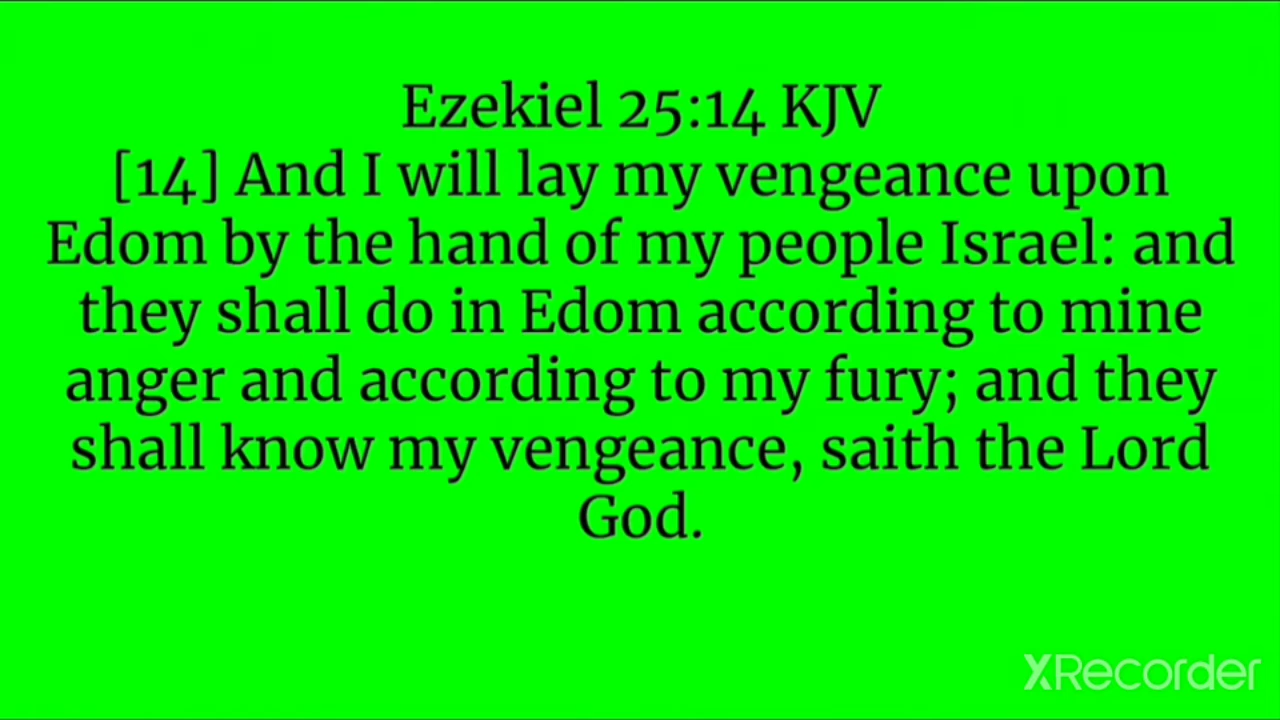 Ezekiel 25:14 KJV
[14] And I will lay my vengeance upon
Edom by the hand of my people Israel: and
they shall do in Edom according to mine
anger and according to my fury; and they
shall know my vengeance, saith the Lord
God.
XRecorder